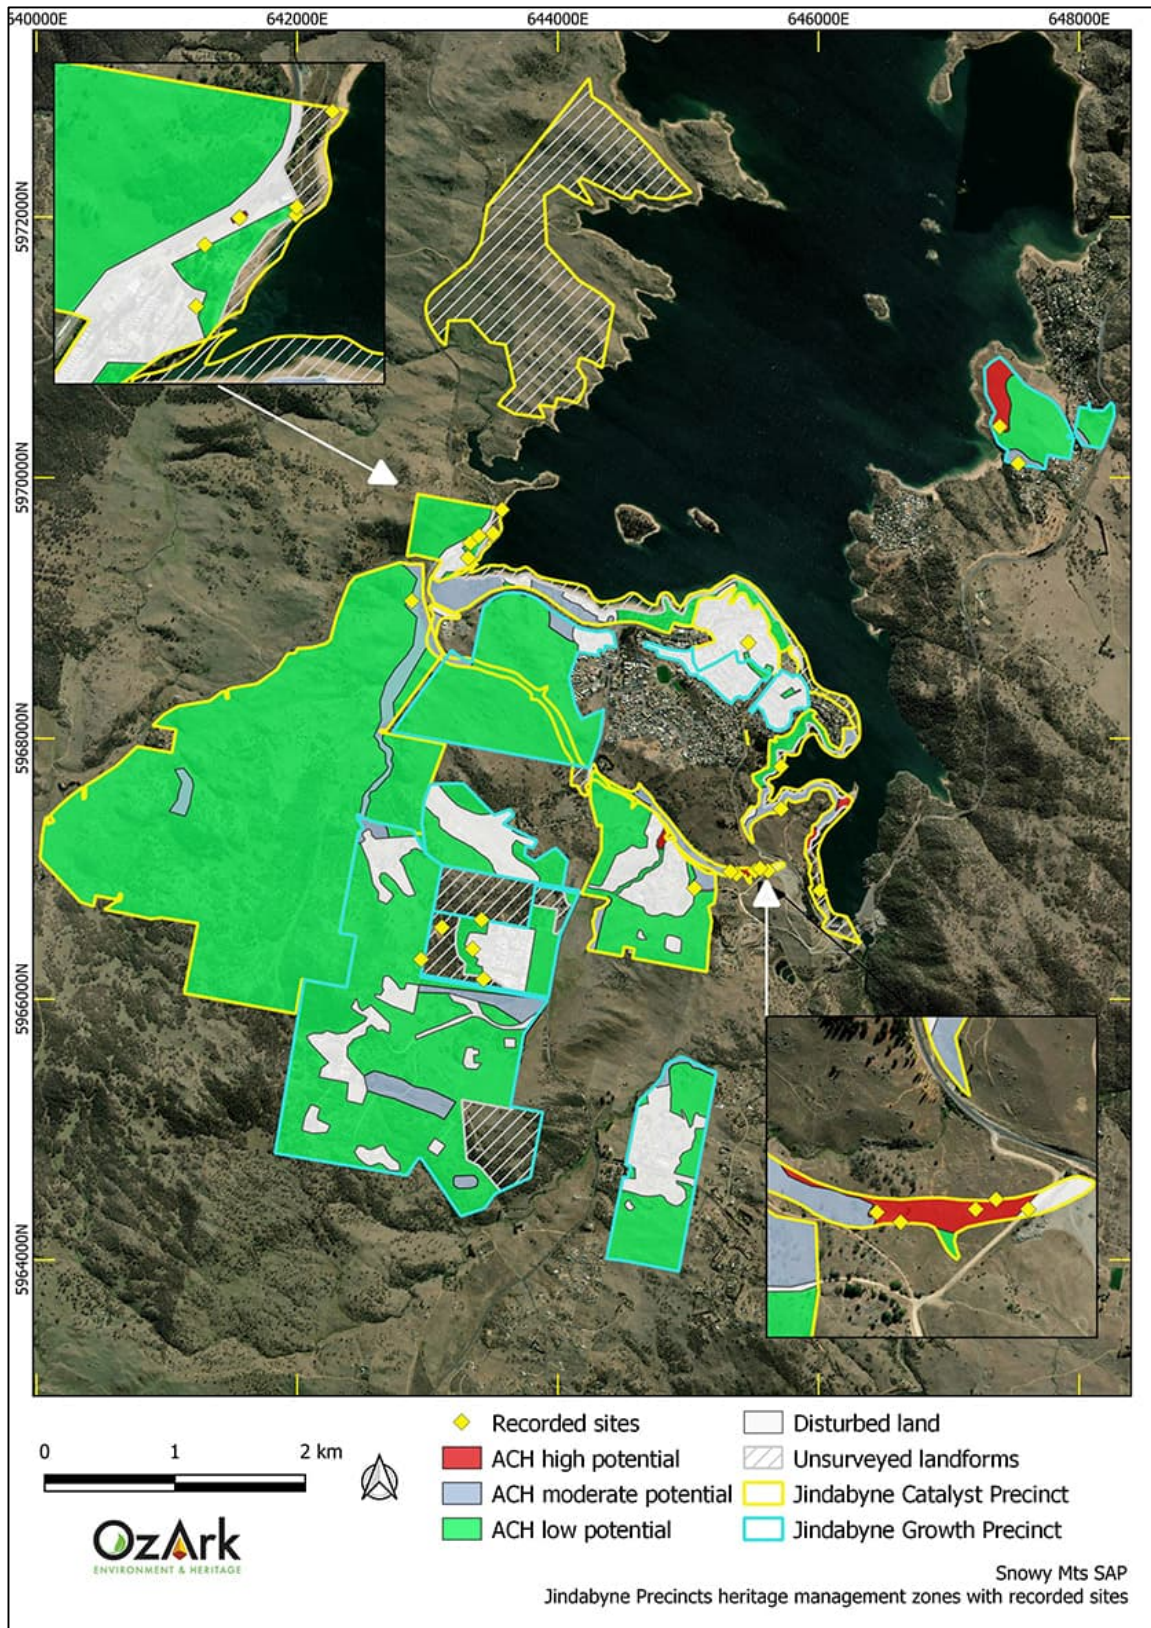 640000E 642000E 644000E 646000E 648000E
5972000N
5970000N
5968000N
5966000N
5964000N
0 1 2 km
Recorded sites
ACH high potential
ACH moderate potential
ACH low potential
Disturbed land
Unsurveyed landforms
Jindabyne Catalyst Precinct
Jindabyne Growth Precinct
OzArk
ENVIRONMENT & HERITAGE
Snowy Mts SAP
Jindabyne Precincts heritage management zones with recorded sites